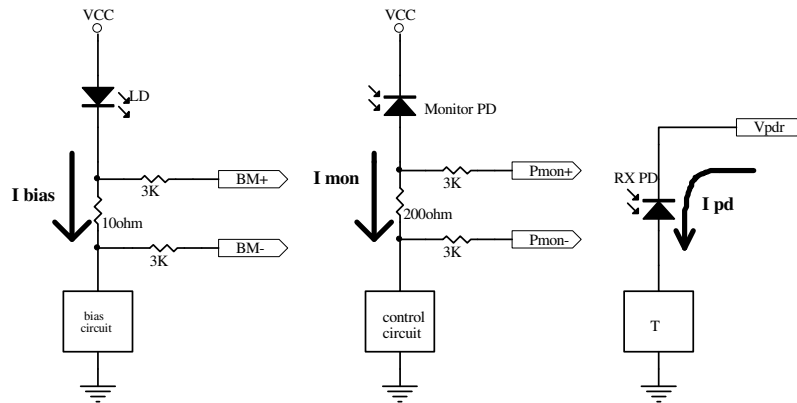 VCC
LD
I bias
3K
BM+
10ohm
3K
BM-
bias
circuit
VCC
Monitor PD
I mon
3K
Pmon+
200ohm
3K
Pmon-
control
circuit
Vpdr
RX PD
I pd
T